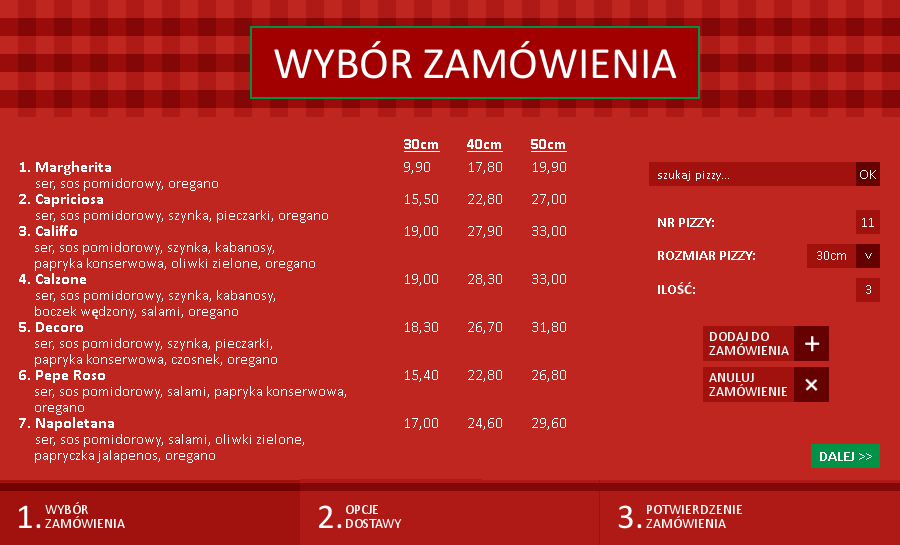 WYBÓR ZAMÓWIENIA
30cm 40cm 50cm
1. Margherita 9,90 17,80 19,90
ser, sos pomidorowy, oregano
2. Capriciosa 15,50 22,80 27,00
ser, sos pomidorowy, szynka, pieczarki, oregano
3. Califfo 19,00 27,90 33,00
ser, sos pomidorowy, szynka, kabanosy,
papryka konserwowa, oliwki zielone, oregano
4. Calzone 19,00 28,30 33,00
ser, sos pomidorowy, szynka, kabanosy,
boczek wędzony, salami, oregano
5. Decoro 18,30 26,70 31,80
ser, sos pomidorowy, szynka, pieczarki,
papryka konserwowa, czosnek, oregano
6. Pepe Roso 15,40 22,80 26,80
ser, sos pomidorowy, salami, papryka konserwowa,
oregano
7. Napoletana 17,00 24,60 29,60
ser, sos pomidorowy, salami, oliwki zielone,
papryczka jalapenos, oregano
szukaj pizzy... OK
NR PIZZY: 11
ROZMIAR PIZZY: 30cm v
ILOŚĆ: 3
DODAJ DO
ZAMÓWIENIA +
ANULUJ
ZAMÓWIENIE ×
DALEJ >>
1. WYBÓR
ZAMÓWIENIA
2. OPCJE
DOSTAWY
3. POTWIERDZENIE
ZAMÓWIENIA